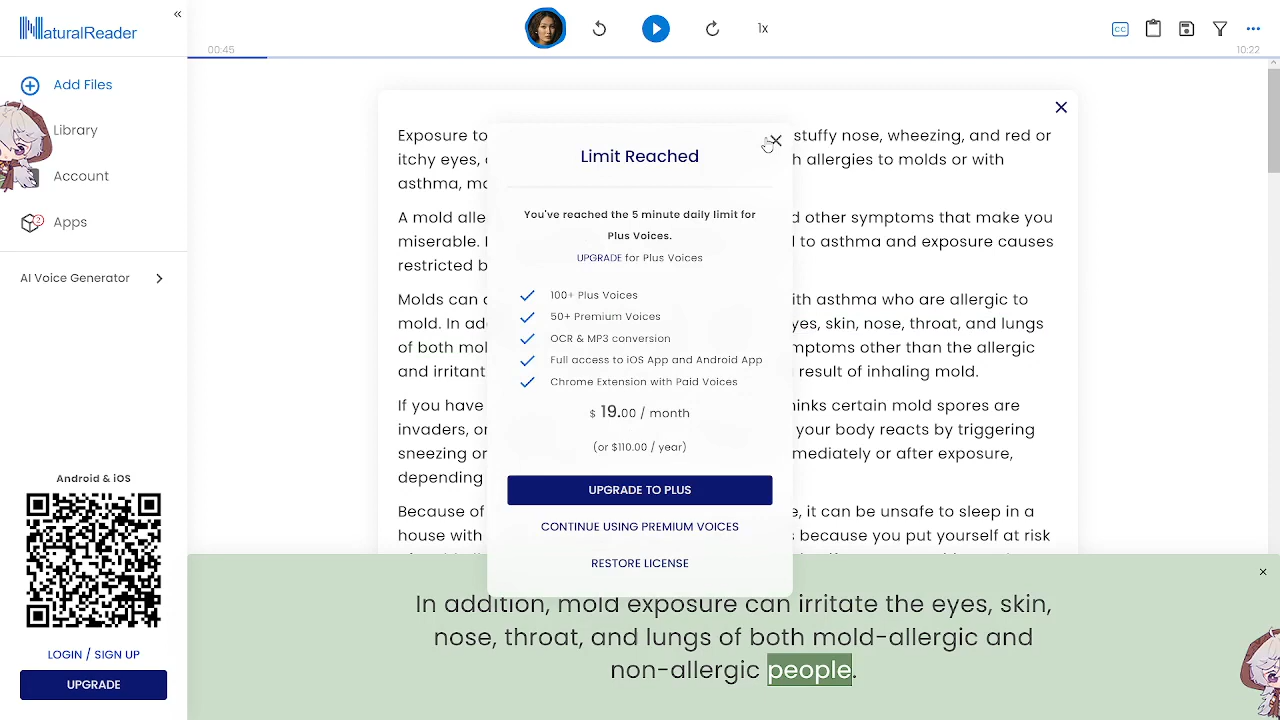 NaturalReader
«
00:45
1x
CC
10:22
Add Files
Library
Account
Apps
2
AI Voice Generator
Android & iOS
LOGIN / SIGN UP
UPGRADE
Exposure to
stuffy nose, wheezing, and red or
itchy eyes,
allergies to molds or with
asthma,
A mold alle
other symptoms that make you
miserable.
to asthma and exposure causes
restricted b
Molds can
with asthma who are allergic to
mold. In ad
eyes, skin, nose, throat, and lungs
of both mol
mptoms other than the allergic
and irritant
result of inhaling mold.
If you have
hinks certain mold spores are
invaders, or
your body reacts by triggering
sneezing or
mediately or after exposure,
depending
Because of
, it can be unsafe to sleep in a
house with
because you put yourself at risk
Limit Reached
You've reached the 5 minute daily limit for
Plus Voices.
UPGRADE for Plus Voices
100+ Plus Voices
50+ Premium Voices
OCR & MP3 conversion
Full access to iOS App and Android App
Chrome Extension with Paid Voices
$ 19.00 / month
(or $110.00 / year)
UPGRADE TO PLUS
CONTINUE USING PREMIUM VOICES
RESTORE LICENSE
In addition, mold exposure can irritate the eyes, skin,
nose, throat, and lungs of both mold-allergic and
non-allergic people.